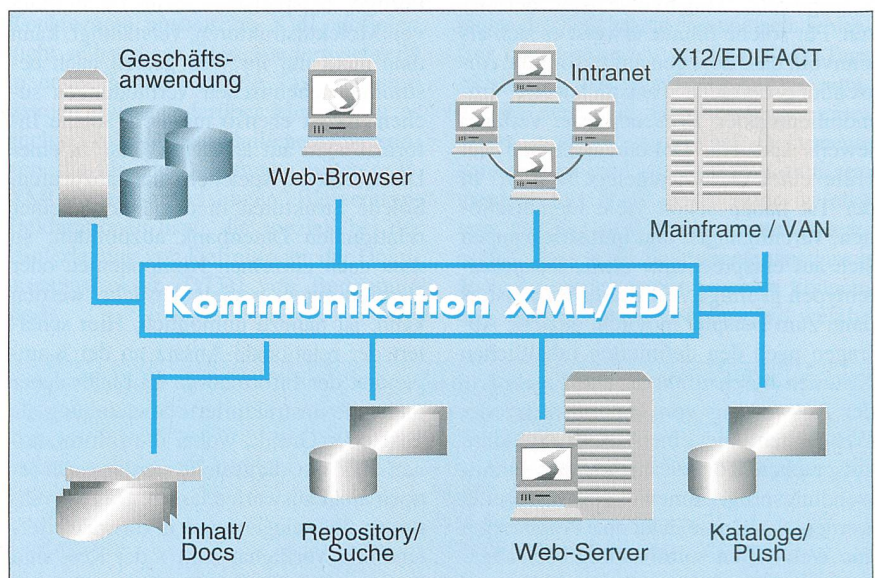 Geschäfts-
anwendung
Web-Browser
Intranet
X12/EDIFACT
Mainframe / VAN
Kommunikation XML/EDI
Inhalt/
Docs
Repository/
Suche
Web-Server
Kataloge/
Push